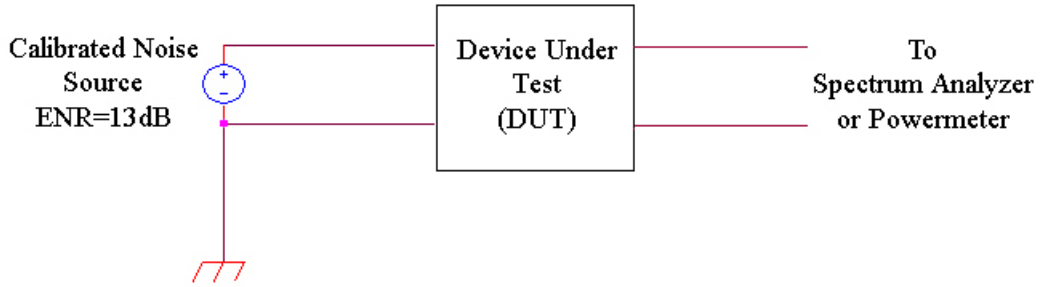 Calibrated Noise
Source
ENR=13dB
+
−
Device Under
Test
(DUT)
To
Spectrum Analyzer
or Powermeter